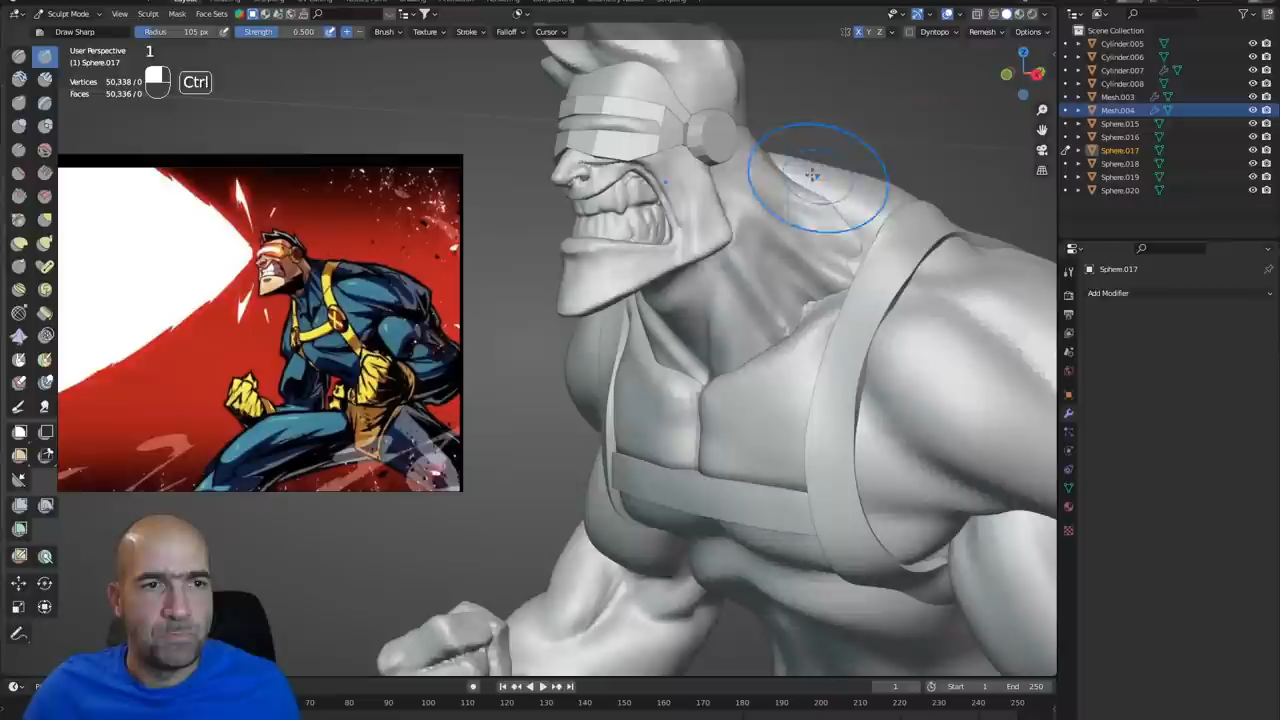 Sculpt Mode View Sculpt Mask Face Sets
Draw Sharp Radius 105 px Strength 0.500 Brush Texture Stroke Falloff Cursor X Y Z Dyntopo Remesh Options
User Perspective
(1) Sphere.017
Vertices 50,338 / 0
Faces 50,336 / 0
1
Ctrl
Z
Scene Collection
Cylinder.005
Cylinder.006
Cylinder.007
Cylinder.008
Mesh.003
Mesh.004
Sphere.015
Sphere.016
Sphere.017
Sphere.018
Sphere.019
Sphere.020
Sphere.017
Add Modifier
1 Start 1 End 250
70 80 90 100 110 120 130 140 150 160 170 180 190 200 210 220 230 240 250